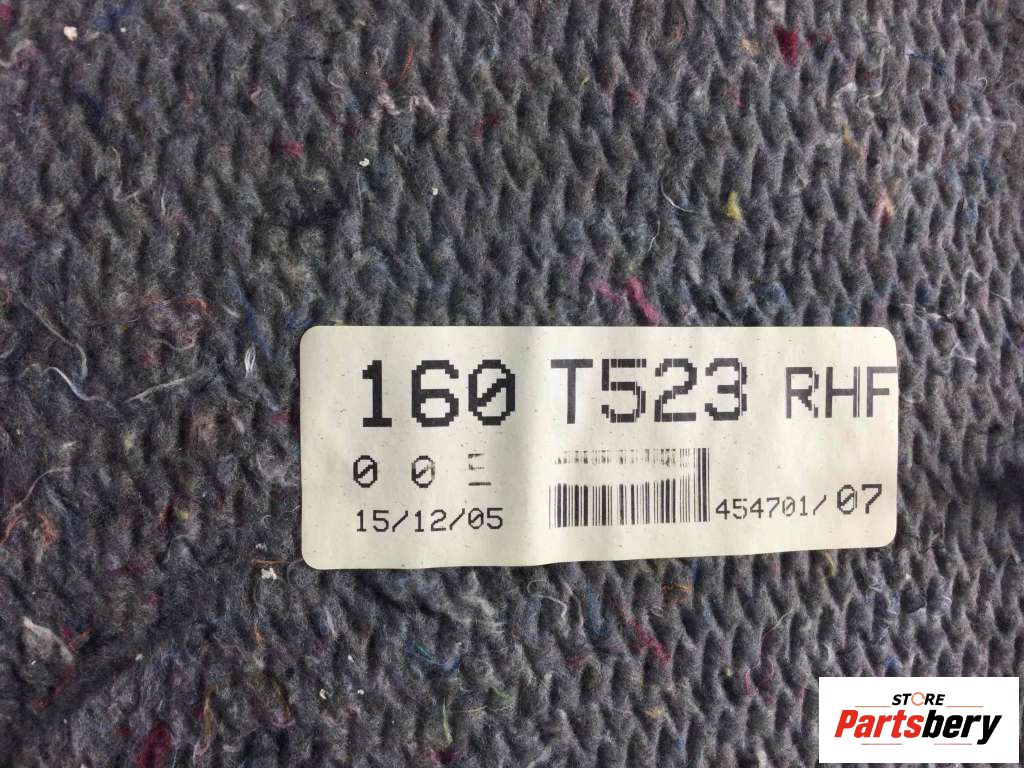 160 T523 RHF
0 0
15/12/05
454701/07
STORE
Partsbery